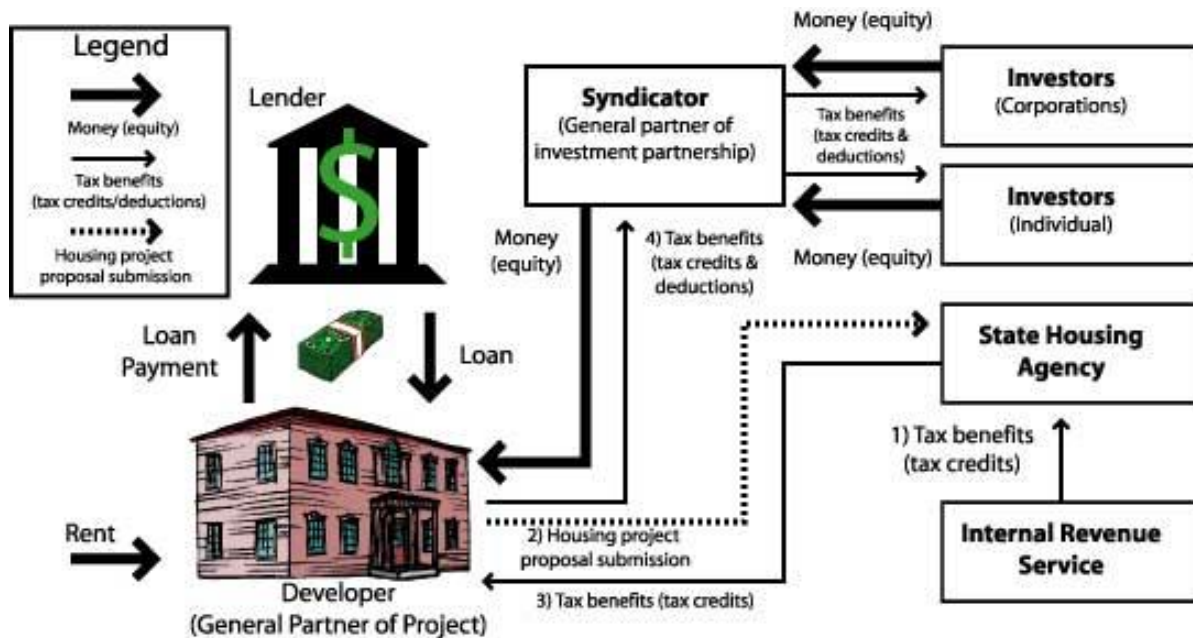 Legend
Money (equity)
Tax benefits
(tax credits/deductions)
Housing project
proposal submission
Lender
$
Loan
Payment
Loan
Rent
Developer
(General Partner of Project)
Syndicator
(General partner of
investment partnership)
Money (equity)
Tax benefits
(tax credits &
deductions)
Money (equity)
Investors
(Corporations)
Investors
(Individual)
Money
(equity)
4) Tax benefits
(tax credits &
deductions)
State Housing
Agency
1) Tax benefits
(tax credits)
Internal Revenue
Service
2) Housing project
proposal submission
3) Tax benefits (tax credits)